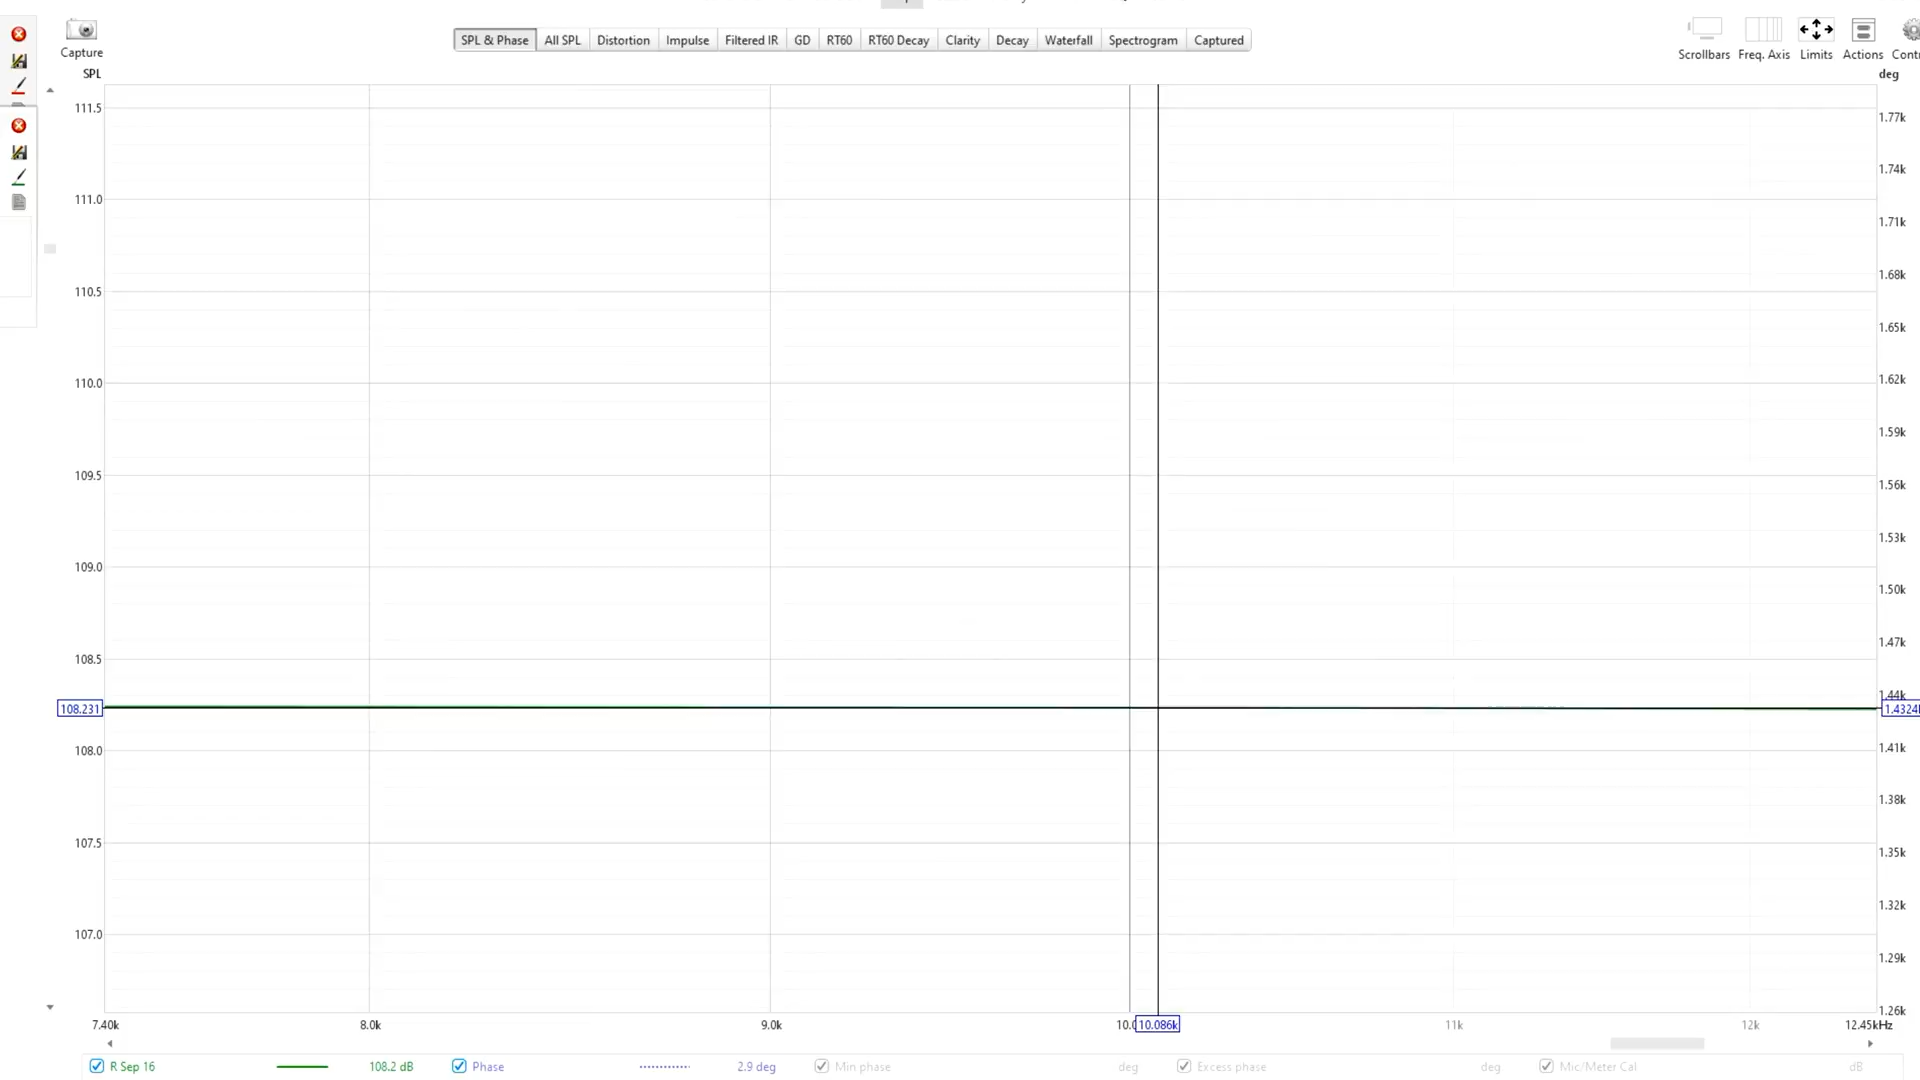 Capture
SPL & Phase All SPL Distortion Impulse Filtered IR GD RT60 RT60 Decay Clarity Decay Waterfall Spectrogram Captured
Scrollbars Freq. Axis Limits Actions Contr
SPL
deg
111.5
111.0
110.5
110.0
109.5
109.0
108.5
108.231
108.0
107.5
107.0
1.77k
1.74k
1.71k
1.68k
1.65k
1.62k
1.59k
1.56k
1.53k
1.50k
1.47k
1.44k
1.4324
1.41k
1.38k
1.35k
1.32k
1.29k
1.26k
7.40k 8.0k 9.0k 10.0 10.086k 11k 12k 12.45kHz
R Sep 16 108.2 dB Phase 2.9 deg Min phase deg Excess phase deg Mic/Meter Cal dB